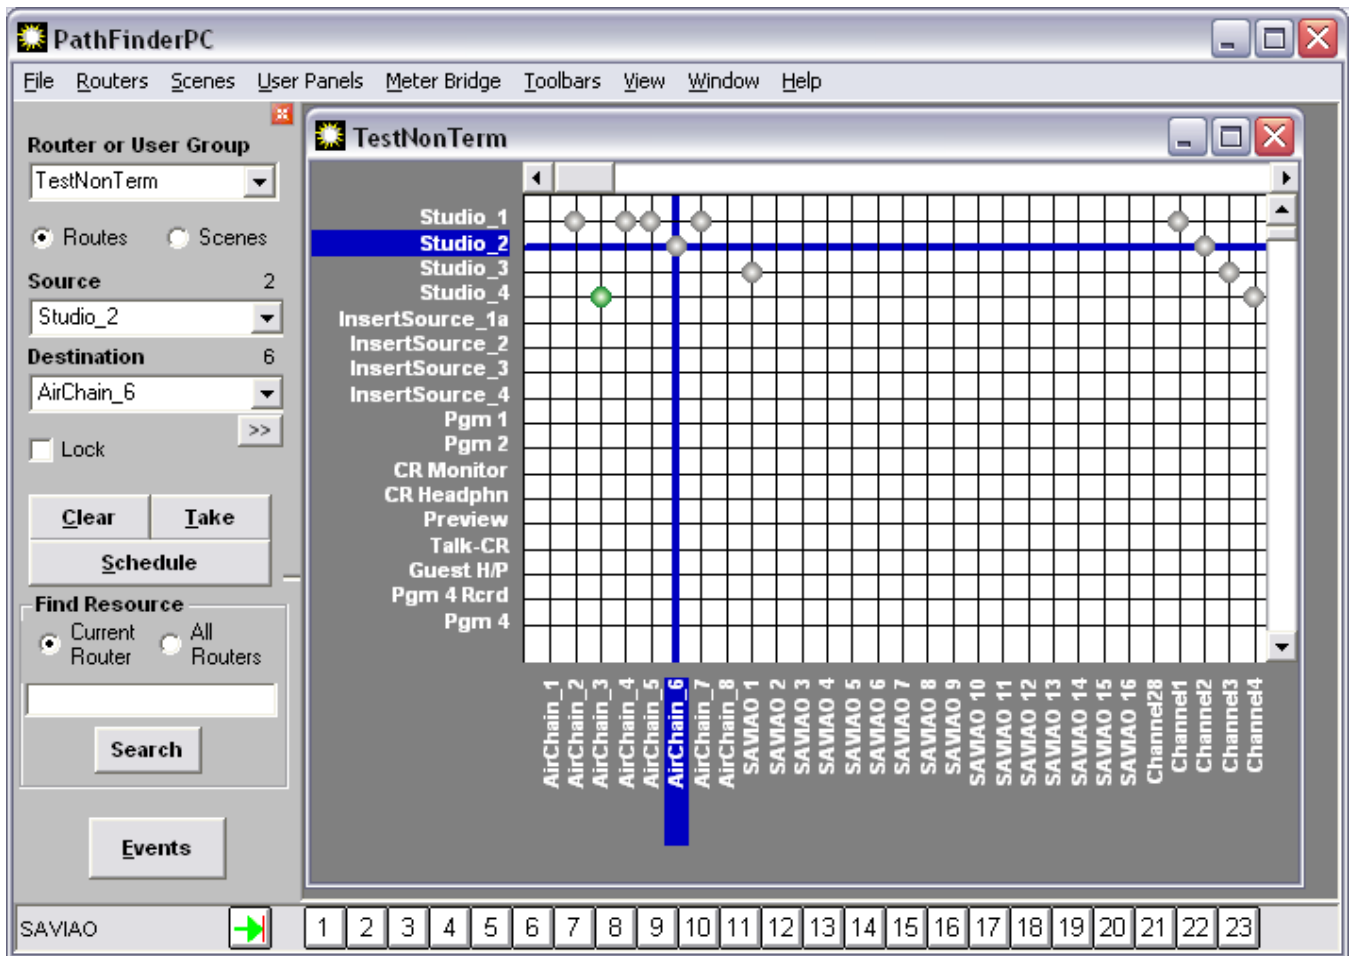 PathFinderPC
File Routers Scenes User Panels Meter Bridge Toolbars View Window Help
Router or User Group
TestNonTerm
Routes Scenes
Source 2
Studio_2
Destination 6
AirChain_6
>>
Lock
Clear Take
Schedule
Find Resource
Current Router
All Routers
Search
Events
TestNonTerm
Studio_1
Studio_2
Studio_3
Studio_4
InsertSource_1a
InsertSource_2
InsertSource_3
InsertSource_4
Pgm 1
Pgm 2
CR Monitor
CR Headphn
Preview
Talk-CR
Guest H/P
Pgm 4 Rcrd
Pgm 4
AirChain_1
AirChain_2
AirChain_3
AirChain_4
AirChain_5
AirChain_6
AirChain_7
AirChain_8
SAVIAO 1
SAVIAO 2
SAVIAO 3
SAVIAO 4
SAVIAO 5
SAVIAO 6
SAVIAO 7
SAVIAO 8
SAVIAO 9
SAVIAO 10
SAVIAO 11
SAVIAO 12
SAVIAO 13
SAVIAO 14
SAVIAO 15
SAVIAO 16
Channel28
Channel1
Channel2
Channel3
Channel4
SAVIAO 1 2 3 4 5 6 7 8 9 10 11 12 13 14 15 16 17 18 19 20 21 22 23